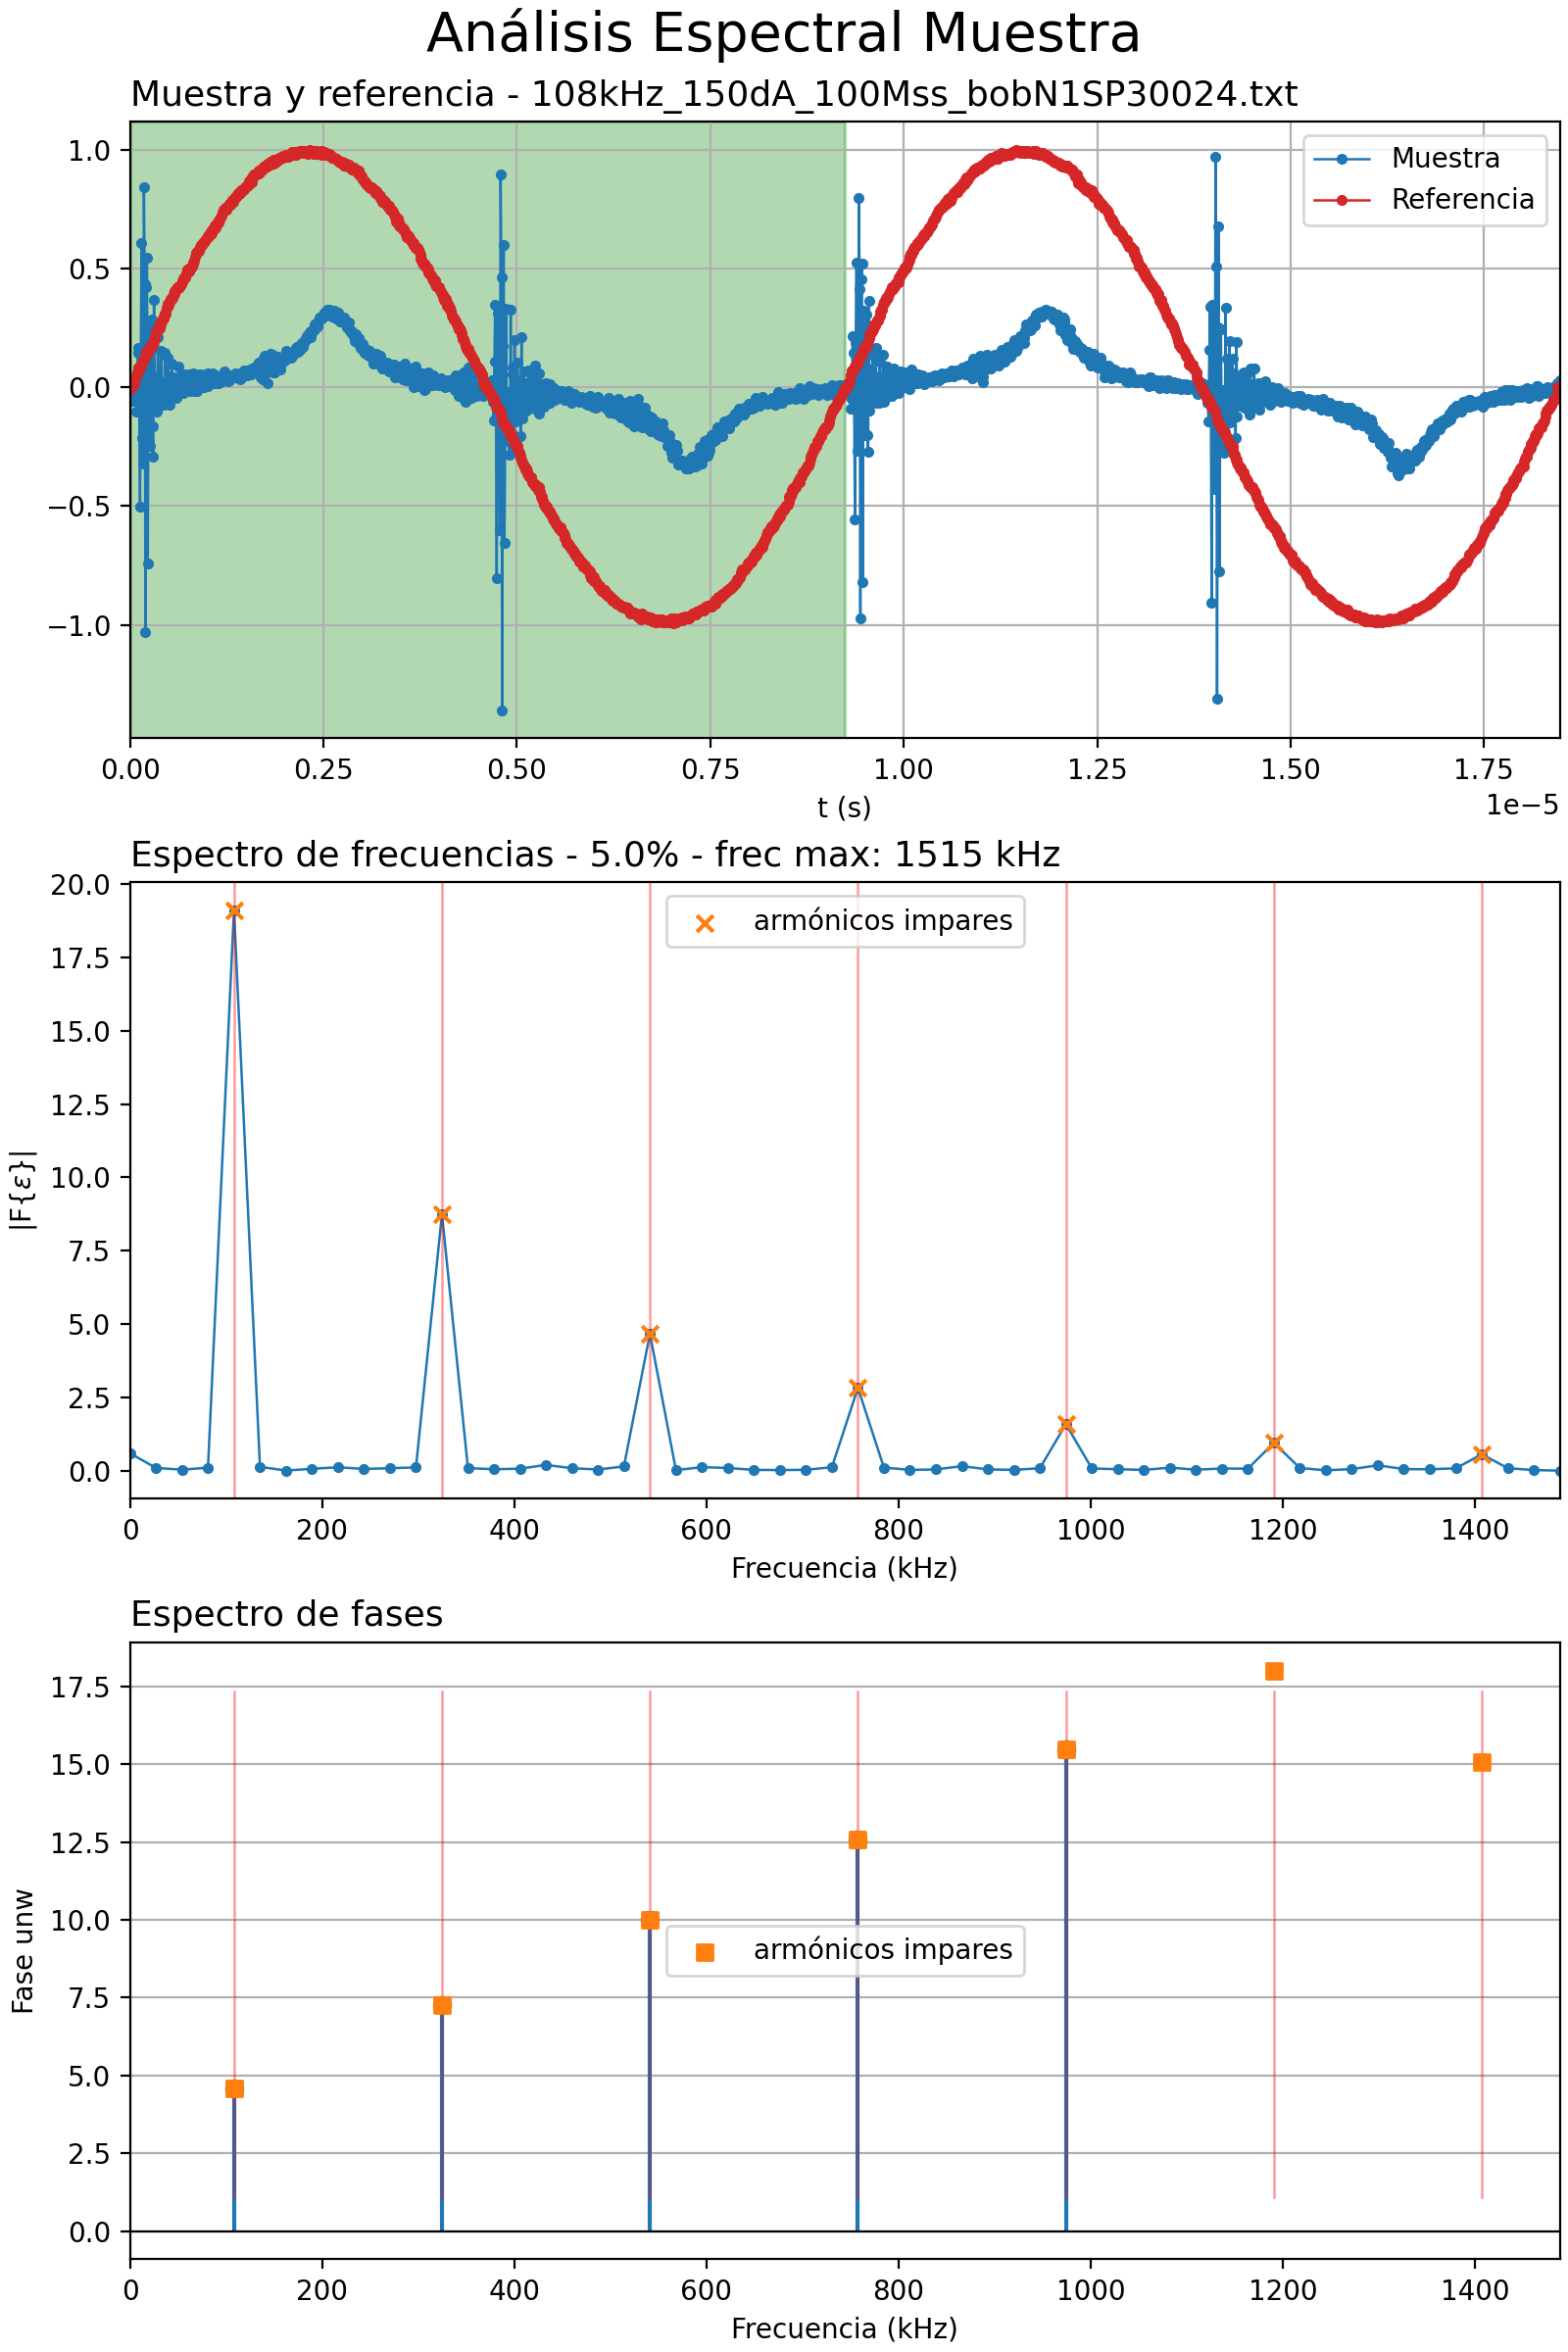 Análisis Espectral Muestra
Muestra y referencia - 108kHz_150dA_100Mss_bobN1SP30024.txt
1.0
0.5
0.0
−0.5
−1.0
Muestra
Referencia
0.00 0.25 0.50 0.75 1.00 1.25 1.50 1.75
1e−5
t (s)
Espectro de frecuencias - 5.0% - frec max: 1515 kHz
20.0
17.5
15.0
12.5
10.0
7.5
5.0
2.5
0.0
|F{ε}|
armónicos impares
0 200 400 600 800 1000 1200 1400
Frecuencia (kHz)
Espectro de fases
17.5
15.0
12.5
10.0
7.5
5.0
2.5
0.0
Fase unw
armónicos impares
0 200 400 600 800 1000 1200 1400
Frecuencia (kHz)